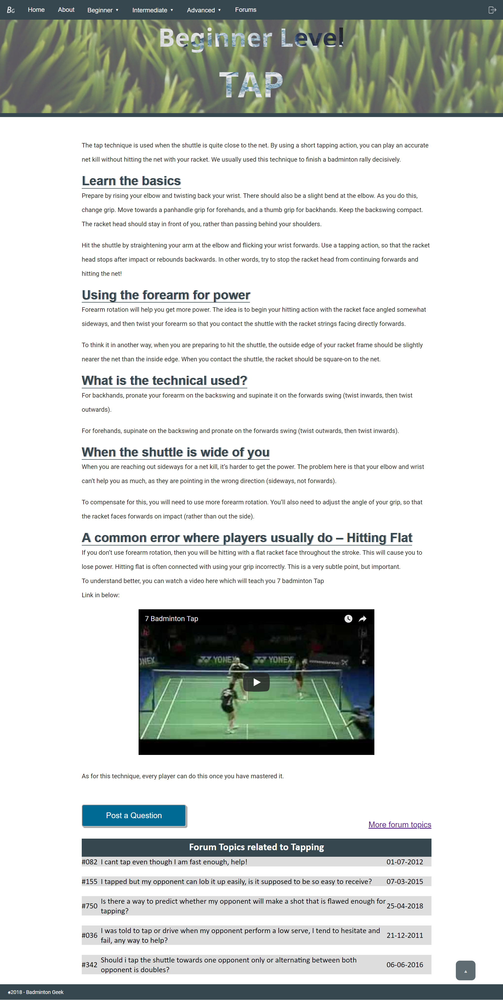 BG Home About Beginner ▼ Intermediate ▼ Advanced ▼ Forums
Beginner Level
TAP
The tap technique is used when the shuttle is quite close to the net. By using a short tapping action, you can play an accurate
net kill without hitting the net with your racket. We usually used this technique to finish a badminton rally decisively.
Learn the basics
Prepare by rising your elbow and twisting back your wrist. There should also be a slight bend at the elbow. As you do this,
change grip. Move towards a panhandle grip for forehands, and a thumb grip for backhands. Keep the backswing compact.
The racket head should stay in front of you, rather than passing behind your shoulders.
Hit the shuttle by straightening your arm at the elbow and flicking your wrist forwards. Use a tapping action, so that the racket
head stops after impact or rebounds backwards. In other words, try to stop the racket head from continuing forwards and
hitting the net!
Using the forearm for power
Forearm rotation will help you get more power. The idea is to begin your hitting action with the racket face angled somewhat
sideways, and then twist your forearm so that you contact the shuttle with the racket strings facing directly forwards.
To think it in another way, when you are preparing to hit the shuttle, the outside edge of your racket frame should be slightly
nearer the net than the inside edge. When you contact the shuttle, the racket should be square-on to the net.
What is the technical used?
For backhands, pronate your forearm on the backswing and supinate it on the forwards swing (twist inwards, then twist
outwards).
For forehands, supinate on the backswing and pronate on the forwards swing (twist outwards, then twist inwards).
When the shuttle is wide of you
When you are reaching out sideways for a net kill, it’s harder to get the power. The problem here is that your elbow and wrist
can’t help you as much, as they are pointing in the wrong direction (sideways, not forwards).
To compensate for this, you will need to use more forearm rotation. You’ll also need to adjust the angle of your grip, so that
the racket faces forwards on impact (rather than out the side).
A common error where players usually do – Hitting Flat
If you don’t use forearm rotation, then you will be hitting with a flat racket face throughout the stroke. This will cause you to
lose power. Hitting flat is often connected with using your grip incorrectly. This is a very subtle point, but important.
To understand better, you can watch a video here which will teach you 7 badminton Tap
Link in below:
7 Badminton Tap
YONEX YONEX
As for this technique, every player can do this once you have mastered it.
Post a Question
More forum topics
Forum Topics related to Tapping
#082 I cant tap even though I am fast enough, help! 01-07-2012
#155 I tapped but my opponent can lob it up easily, is it supposed to be so easy to receive? 07-03-2015
#750 Is there a way to predict whether my opponent will make a shot that is flawed enough for
tapping? 25-04-2018
#036 I was told to tap or drive when my opponent perform a low serve, I tend to hesitate and
fail, any way to help? 21-12-2011
#342 Should i tap the shuttle towards one opponent only or alternating between both
opponent is doubles? 06-06-2016
♠2018 - Badminton Geek